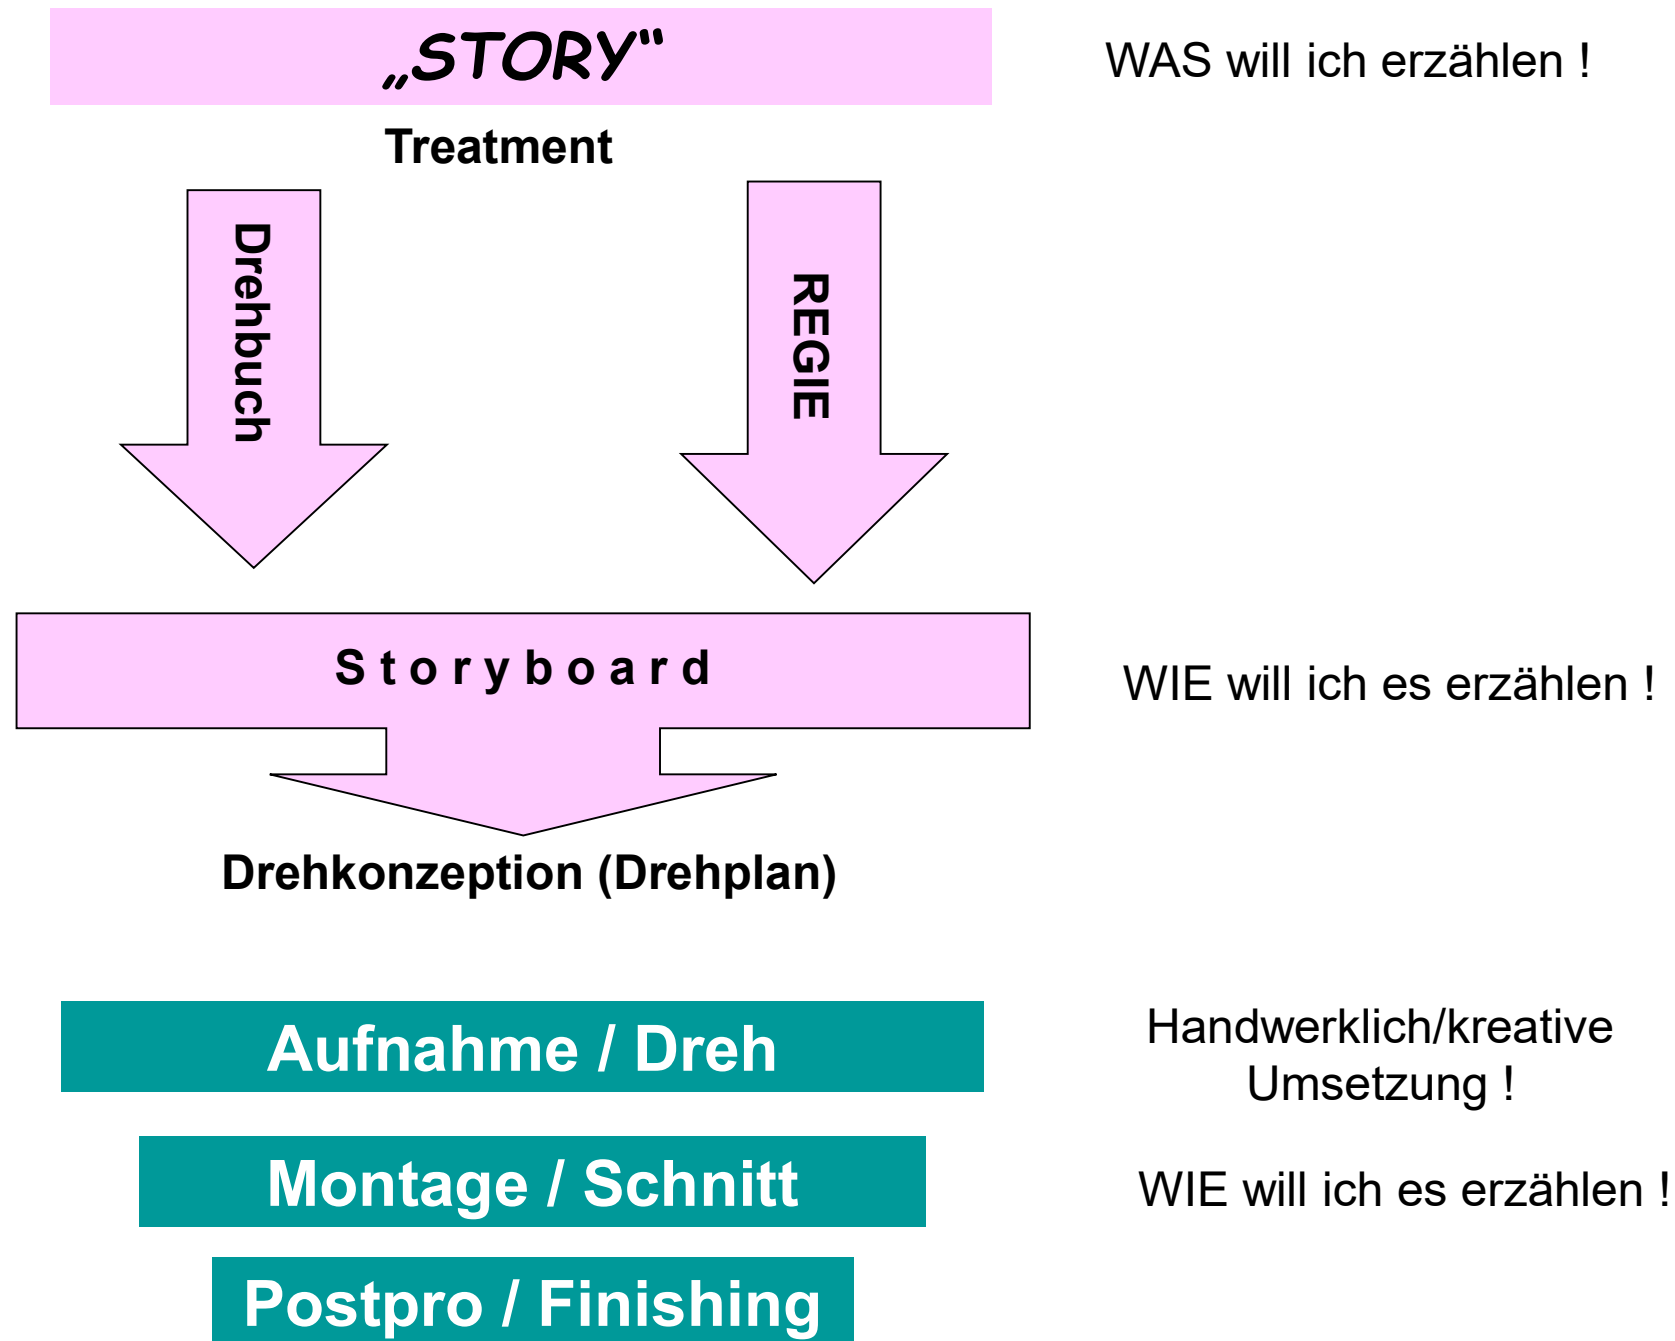 „STORY“
WAS will ich erzählen !
Treatment
Drehbuch
REGIE
Storyboard
WIE will ich es erzählen !
Drehkonzeption (Drehplan)
Aufnahme / Dreh
Handwerklich/kreative
Umsetzung !
Montage / Schnitt
WIE will ich es erzählen !
Postpro / Finishing